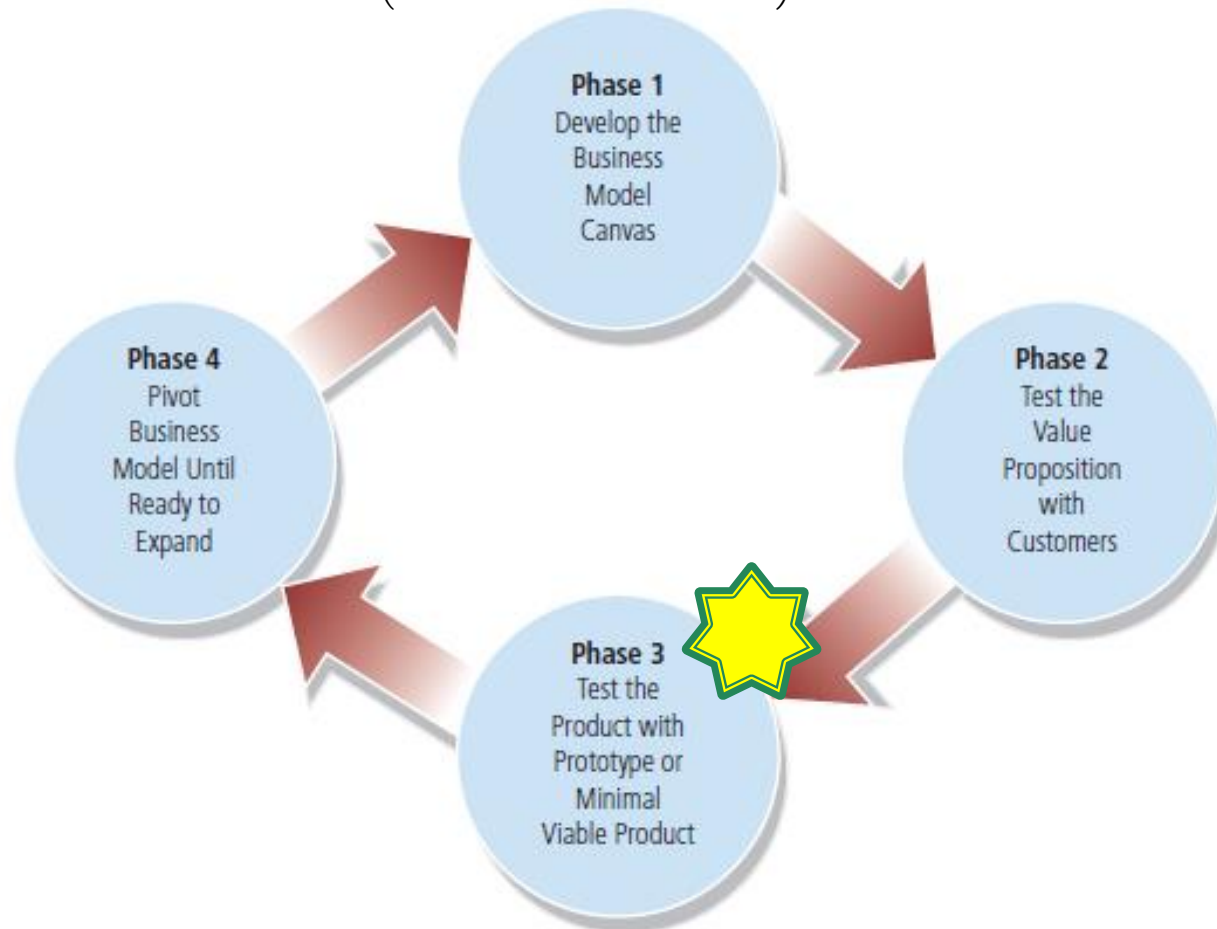 Phase 1
Develop the
Business
Model
Canvas
Phase 2
Test the
Value
Proposition
with
Customers
Phase 3
Test the
Product with
Prototype or
Minimal
Viable Product
Phase 4
Pivot
Business
Model Until
Ready to
Expand